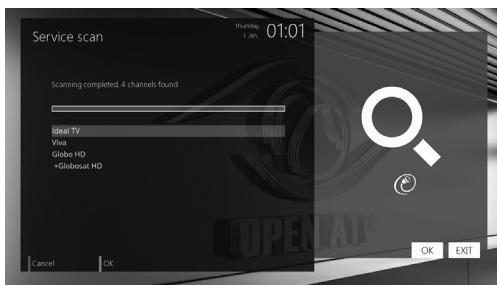 Service scan
Thursday
1. Jan.
01:01
Scanning completed, 4 channels found
Ideal TV
Viva
Globo HD
+Globosat HD
OPEN ATV
Cancel
OK
OK
EXIT